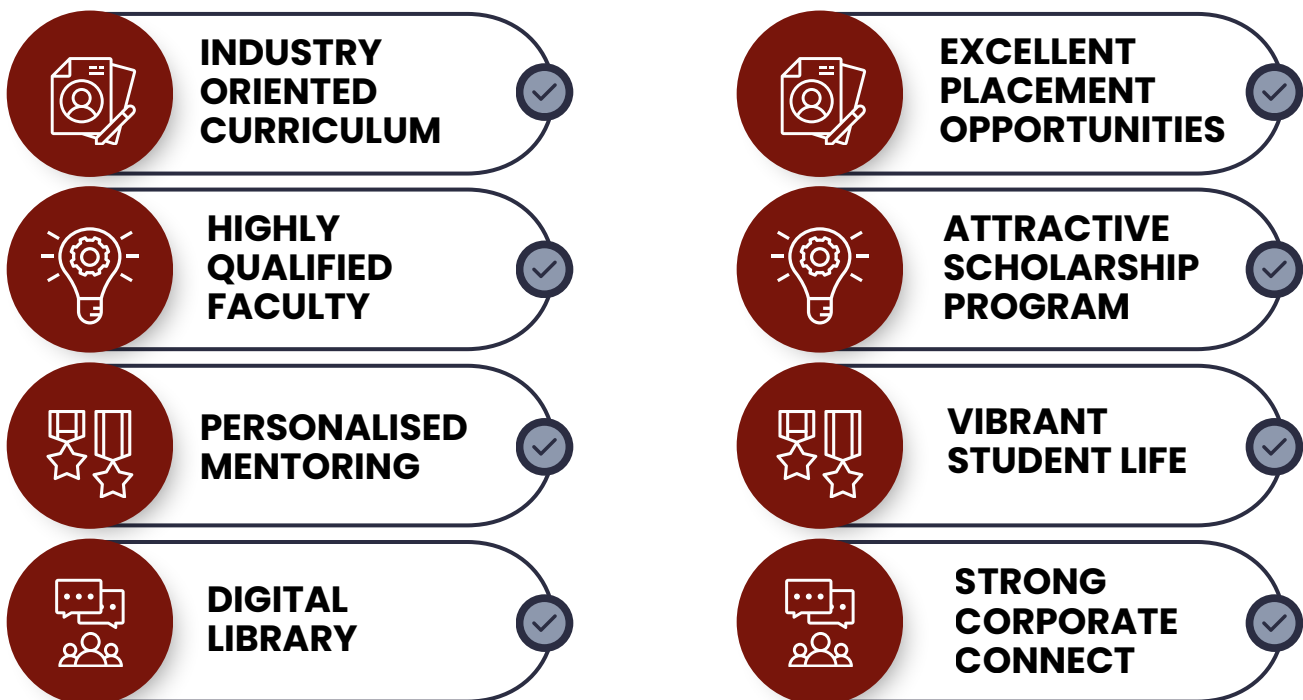 INDUSTRY
ORIENTED
CURRICULUM
HIGHLY
QUALIFIED
FACULTY
PERSONALISED
MENTORING
DIGITAL
LIBRARY
EXCELLENT
PLACEMENT
OPPORTUNITIES
ATTRACTIVE
SCHOLARSHIP
PROGRAM
VIBRANT
STUDENT LIFE
STRONG
CORPORATE
CONNECT